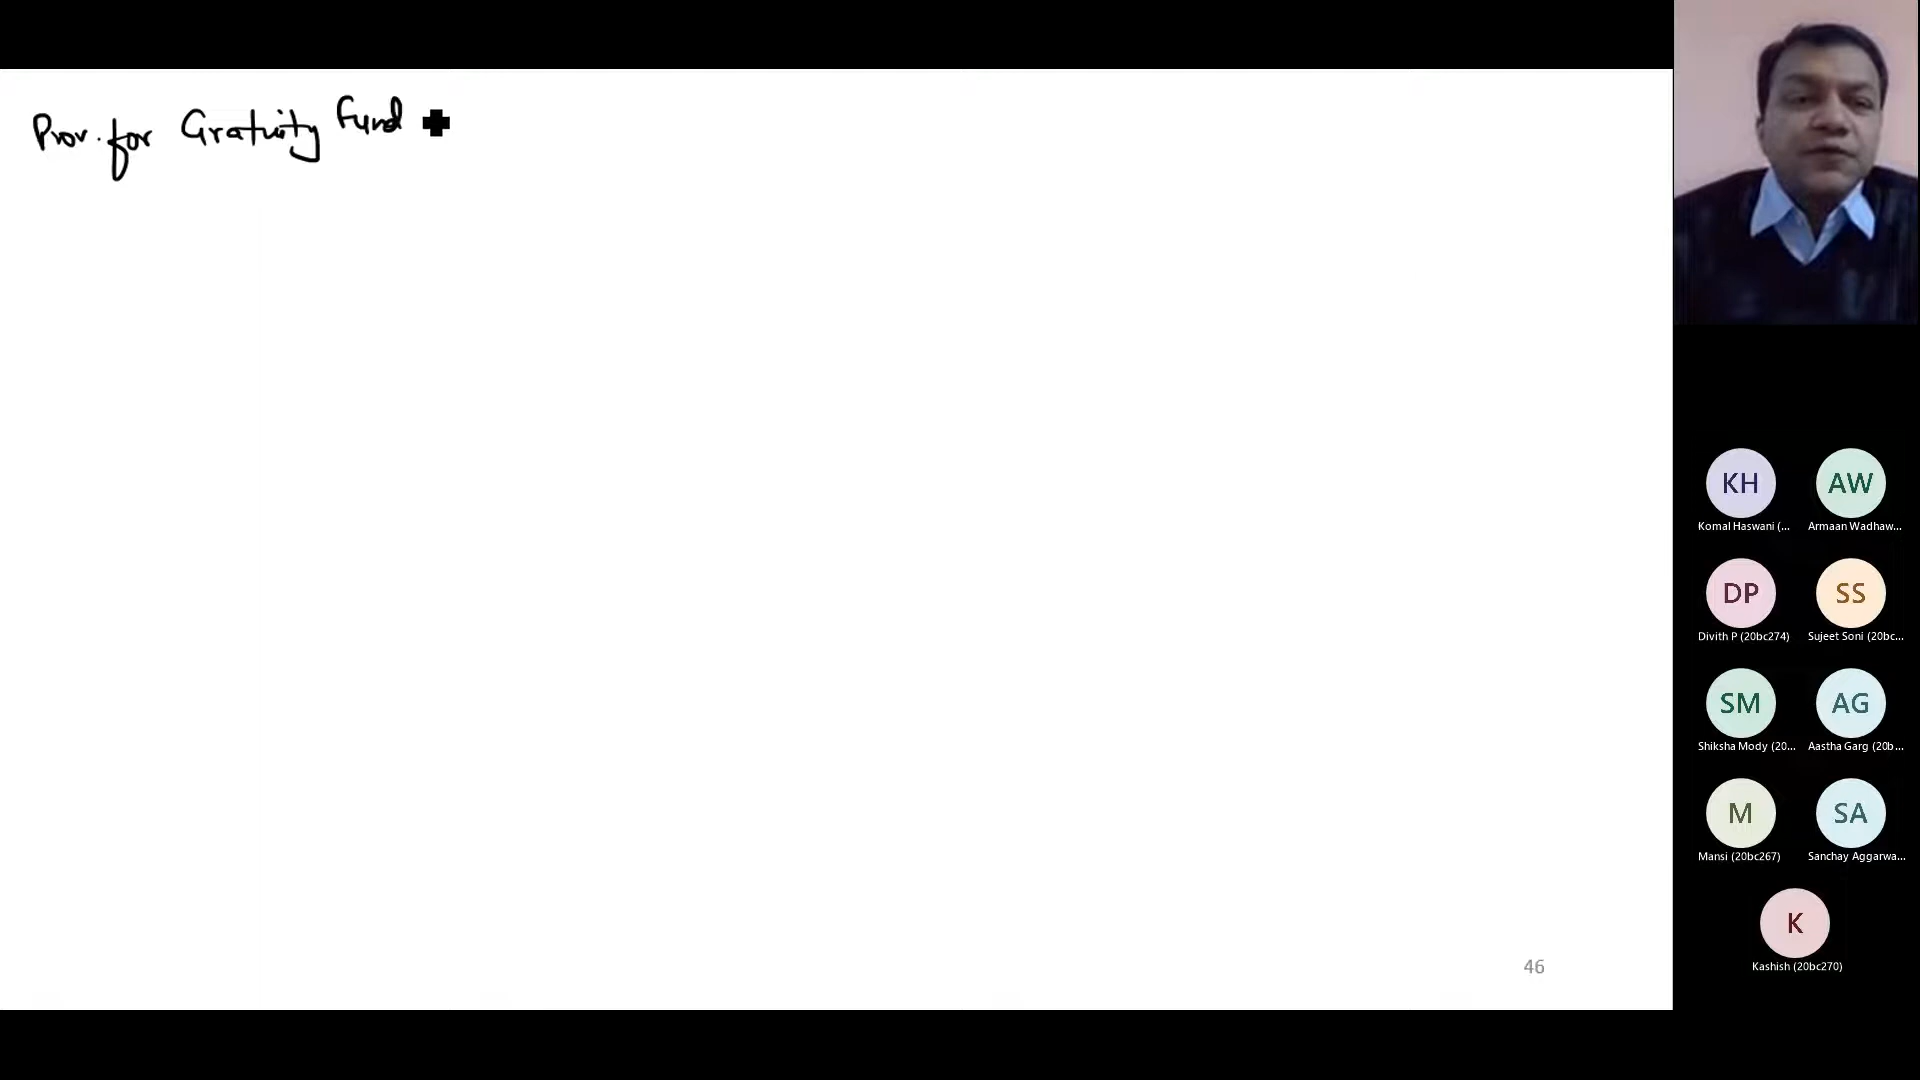 Prov. for Gratuity Fund
46
KH
AW
Komal Haswani (...
Armaan Wadhaw...
DP
SS
Divith P (20bc274)
Sujeet Soni (20bc...
SM
AG
Shiksha Mody (20...
Aastha Garg (20b...
M
SA
Mansi (20bc267)
Sanchay Aggarwa...
K
Kashish (20bc270)